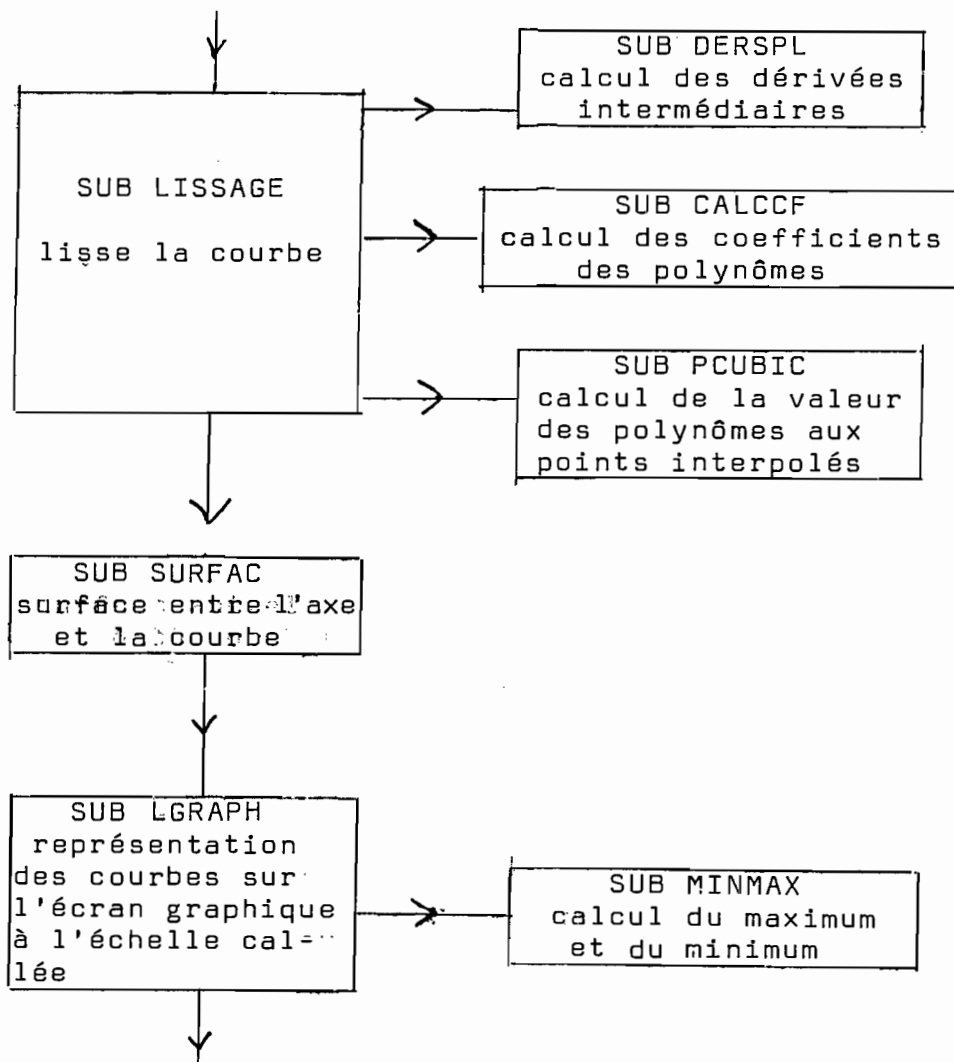 SUB DERSPL
calcul des dérivées
intermédiaires
SUB LISSAGE
lisse la courbe
SUB CALCCF
calcul des coefficients
des polynômes
SUB PCUBIC
calcul de la valeur
des polynômes aux
points interpolés
SUB SURFAC
surface entre l'axe
et la courbe
SUB LGRAPH
représentation
des courbes sur
l'écran graphique
à l'échelle cal-
lée
SUB MINMAX
calcul du maximum
et du minimum